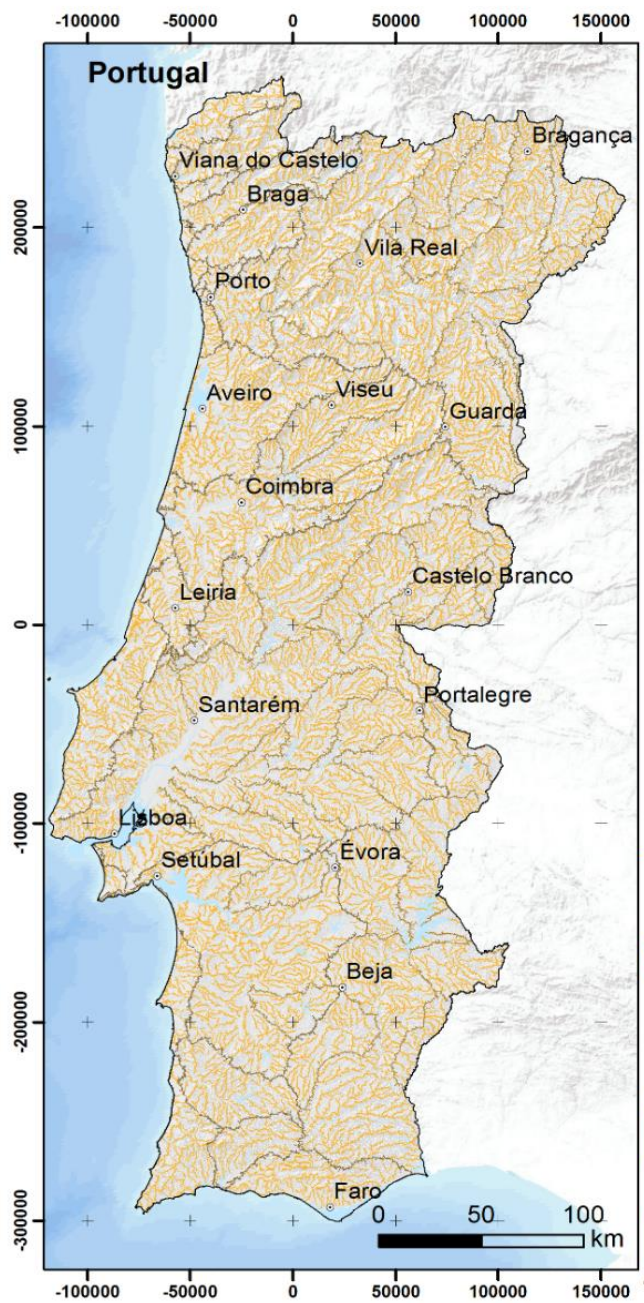 -100000 -50000 0 50000 100000 150000
Portugal
Bragança
Viana do Castelo
Braga
200000
Vila Real
Porto
Aveiro
Viseu
Guarda
100000
Coimbra
Castelo Branco
Leiria
0
Portalegre
Santarém
Lisboa
-100000
Setúbal
Évora
Beja
-200000
Faro
0 50 100
km
-300000
-100000 -50000 0 50000 100000 150000